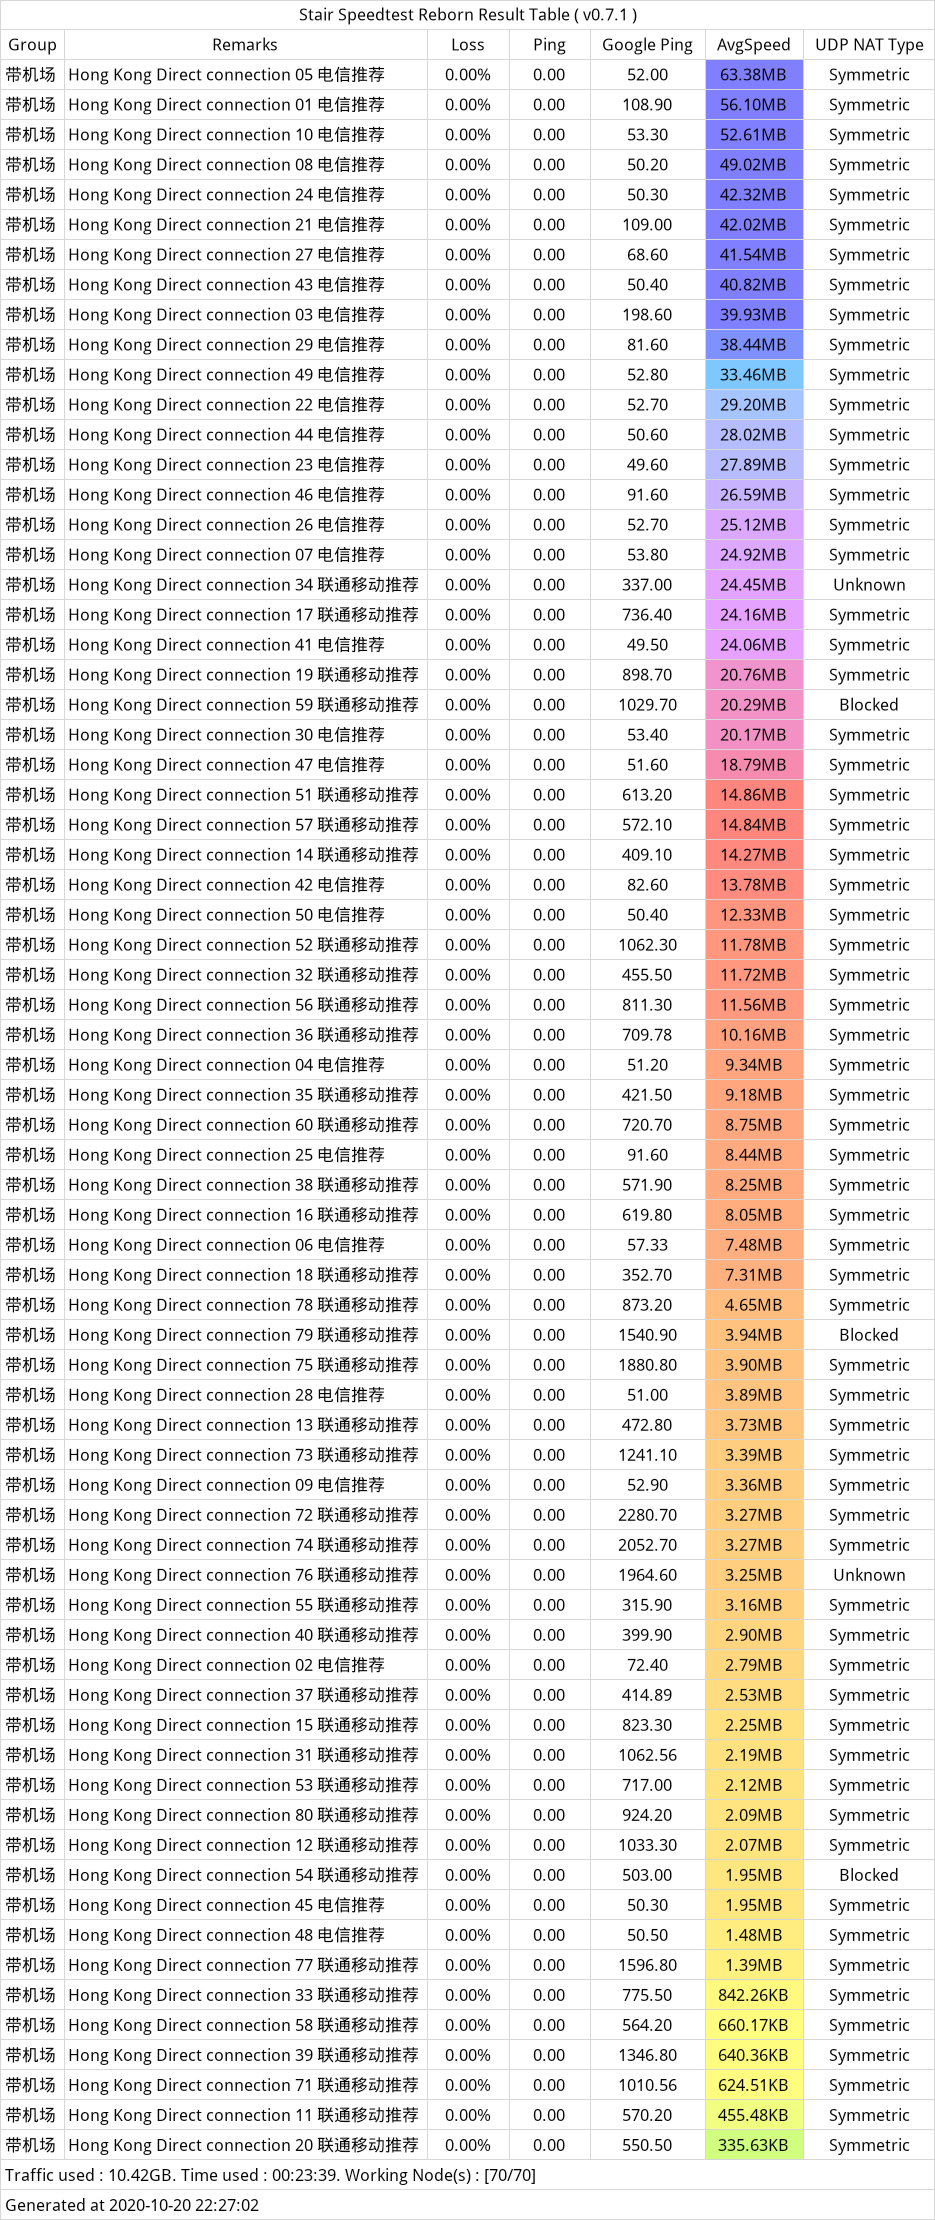 Stair Speedtest Reborn Result Table ( v0.7.1 )
Group Remarks Loss Ping Google Ping AvgSpeed UDP NAT Type
带机场 Hong Kong Direct connection 05 电信推荐 0.00% 0.00 52.00 63.38MB Symmetric
带机场 Hong Kong Direct connection 01 电信推荐 0.00% 0.00 108.90 56.10MB Symmetric
带机场 Hong Kong Direct connection 10 电信推荐 0.00% 0.00 53.30 52.61MB Symmetric
带机场 Hong Kong Direct connection 08 电信推荐 0.00% 0.00 50.20 49.02MB Symmetric
带机场 Hong Kong Direct connection 24 电信推荐 0.00% 0.00 50.30 42.32MB Symmetric
带机场 Hong Kong Direct connection 21 电信推荐 0.00% 0.00 109.00 42.02MB Symmetric
带机场 Hong Kong Direct connection 27 电信推荐 0.00% 0.00 68.60 41.54MB Symmetric
带机场 Hong Kong Direct connection 43 电信推荐 0.00% 0.00 50.40 40.82MB Symmetric
带机场 Hong Kong Direct connection 03 电信推荐 0.00% 0.00 198.60 39.93MB Symmetric
带机场 Hong Kong Direct connection 29 电信推荐 0.00% 0.00 81.60 38.44MB Symmetric
带机场 Hong Kong Direct connection 49 电信推荐 0.00% 0.00 52.80 33.46MB Symmetric
带机场 Hong Kong Direct connection 22 电信推荐 0.00% 0.00 52.70 29.20MB Symmetric
带机场 Hong Kong Direct connection 44 电信推荐 0.00% 0.00 50.60 28.02MB Symmetric
带机场 Hong Kong Direct connection 23 电信推荐 0.00% 0.00 49.60 27.89MB Symmetric
带机场 Hong Kong Direct connection 46 电信推荐 0.00% 0.00 91.60 26.59MB Symmetric
带机场 Hong Kong Direct connection 26 电信推荐 0.00% 0.00 52.70 25.12MB Symmetric
带机场 Hong Kong Direct connection 07 电信推荐 0.00% 0.00 53.80 24.92MB Symmetric
带机场 Hong Kong Direct connection 34 联通移动推荐 0.00% 0.00 337.00 24.45MB Unknown
带机场 Hong Kong Direct connection 17 联通移动推荐 0.00% 0.00 736.40 24.16MB Symmetric
带机场 Hong Kong Direct connection 41 电信推荐 0.00% 0.00 49.50 24.06MB Symmetric
带机场 Hong Kong Direct connection 19 联通移动推荐 0.00% 0.00 898.70 20.76MB Symmetric
带机场 Hong Kong Direct connection 59 联通移动推荐 0.00% 0.00 1029.70 20.29MB Blocked
带机场 Hong Kong Direct connection 30 电信推荐 0.00% 0.00 53.40 20.17MB Symmetric
带机场 Hong Kong Direct connection 47 电信推荐 0.00% 0.00 51.60 18.79MB Symmetric
带机场 Hong Kong Direct connection 51 联通移动推荐 0.00% 0.00 613.20 14.86MB Symmetric
带机场 Hong Kong Direct connection 57 联通移动推荐 0.00% 0.00 572.10 14.84MB Symmetric
带机场 Hong Kong Direct connection 14 联通移动推荐 0.00% 0.00 409.10 14.27MB Symmetric
带机场 Hong Kong Direct connection 42 电信推荐 0.00% 0.00 82.60 13.78MB Symmetric
带机场 Hong Kong Direct connection 50 电信推荐 0.00% 0.00 50.40 12.33MB Symmetric
带机场 Hong Kong Direct connection 52 联通移动推荐 0.00% 0.00 1062.30 11.78MB Symmetric
带机场 Hong Kong Direct connection 32 联通移动推荐 0.00% 0.00 455.50 11.72MB Symmetric
带机场 Hong Kong Direct connection 56 联通移动推荐 0.00% 0.00 811.30 11.56MB Symmetric
带机场 Hong Kong Direct connection 36 联通移动推荐 0.00% 0.00 709.78 10.16MB Symmetric
带机场 Hong Kong Direct connection 04 电信推荐 0.00% 0.00 51.20 9.34MB Symmetric
带机场 Hong Kong Direct connection 35 联通移动推荐 0.00% 0.00 421.50 9.18MB Symmetric
带机场 Hong Kong Direct connection 60 联通移动推荐 0.00% 0.00 720.70 8.75MB Symmetric
带机场 Hong Kong Direct connection 25 电信推荐 0.00% 0.00 91.60 8.44MB Symmetric
带机场 Hong Kong Direct connection 38 联通移动推荐 0.00% 0.00 571.90 8.25MB Symmetric
带机场 Hong Kong Direct connection 16 联通移动推荐 0.00% 0.00 619.80 8.05MB Symmetric
带机场 Hong Kong Direct connection 06 电信推荐 0.00% 0.00 57.33 7.48MB Symmetric
带机场 Hong Kong Direct connection 18 联通移动推荐 0.00% 0.00 352.70 7.31MB Symmetric
带机场 Hong Kong Direct connection 78 联通移动推荐 0.00% 0.00 873.20 4.65MB Symmetric
带机场 Hong Kong Direct connection 79 联通移动推荐 0.00% 0.00 1540.90 3.94MB Blocked
带机场 Hong Kong Direct connection 75 联通移动推荐 0.00% 0.00 1880.80 3.90MB Symmetric
带机场 Hong Kong Direct connection 28 电信推荐 0.00% 0.00 51.00 3.89MB Symmetric
带机场 Hong Kong Direct connection 13 联通移动推荐 0.00% 0.00 472.80 3.73MB Symmetric
带机场 Hong Kong Direct connection 73 联通移动推荐 0.00% 0.00 1241.10 3.39MB Symmetric
带机场 Hong Kong Direct connection 09 电信推荐 0.00% 0.00 52.90 3.36MB Symmetric
带机场 Hong Kong Direct connection 72 联通移动推荐 0.00% 0.00 2280.70 3.27MB Symmetric
带机场 Hong Kong Direct connection 74 联通移动推荐 0.00% 0.00 2052.70 3.27MB Symmetric
带机场 Hong Kong Direct connection 76 联通移动推荐 0.00% 0.00 1964.60 3.25MB Unknown
带机场 Hong Kong Direct connection 55 联通移动推荐 0.00% 0.00 315.90 3.16MB Symmetric
带机场 Hong Kong Direct connection 40 联通移动推荐 0.00% 0.00 399.90 2.90MB Symmetric
带机场 Hong Kong Direct connection 02 电信推荐 0.00% 0.00 72.40 2.79MB Symmetric
带机场 Hong Kong Direct connection 37 联通移动推荐 0.00% 0.00 414.89 2.53MB Symmetric
带机场 Hong Kong Direct connection 15 联通移动推荐 0.00% 0.00 823.30 2.25MB Symmetric
带机场 Hong Kong Direct connection 31 联通移动推荐 0.00% 0.00 1062.56 2.19MB Symmetric
带机场 Hong Kong Direct connection 53 联通移动推荐 0.00% 0.00 717.00 2.12MB Symmetric
带机场 Hong Kong Direct connection 80 联通移动推荐 0.00% 0.00 924.20 2.09MB Symmetric
带机场 Hong Kong Direct connection 12 联通移动推荐 0.00% 0.00 1033.30 2.07MB Symmetric
带机场 Hong Kong Direct connection 54 联通移动推荐 0.00% 0.00 503.00 1.95MB Blocked
带机场 Hong Kong Direct connection 45 电信推荐 0.00% 0.00 50.30 1.95MB Symmetric
带机场 Hong Kong Direct connection 48 电信推荐 0.00% 0.00 50.50 1.48MB Symmetric
带机场 Hong Kong Direct connection 77 联通移动推荐 0.00% 0.00 1596.80 1.39MB Symmetric
带机场 Hong Kong Direct connection 33 联通移动推荐 0.00% 0.00 775.50 842.26KB Symmetric
带机场 Hong Kong Direct connection 58 联通移动推荐 0.00% 0.00 564.20 660.17KB Symmetric
带机场 Hong Kong Direct connection 39 联通移动推荐 0.00% 0.00 1346.80 640.36KB Symmetric
带机场 Hong Kong Direct connection 71 联通移动推荐 0.00% 0.00 1010.56 624.51KB Symmetric
带机场 Hong Kong Direct connection 11 联通移动推荐 0.00% 0.00 570.20 455.48KB Symmetric
带机场 Hong Kong Direct connection 20 联通移动推荐 0.00% 0.00 550.50 335.63KB Symmetric
Traffic used : 10.42GB. Time used : 00:23:39. Working Node(s) : [70/70]
Generated at 2020-10-20 22:27:02